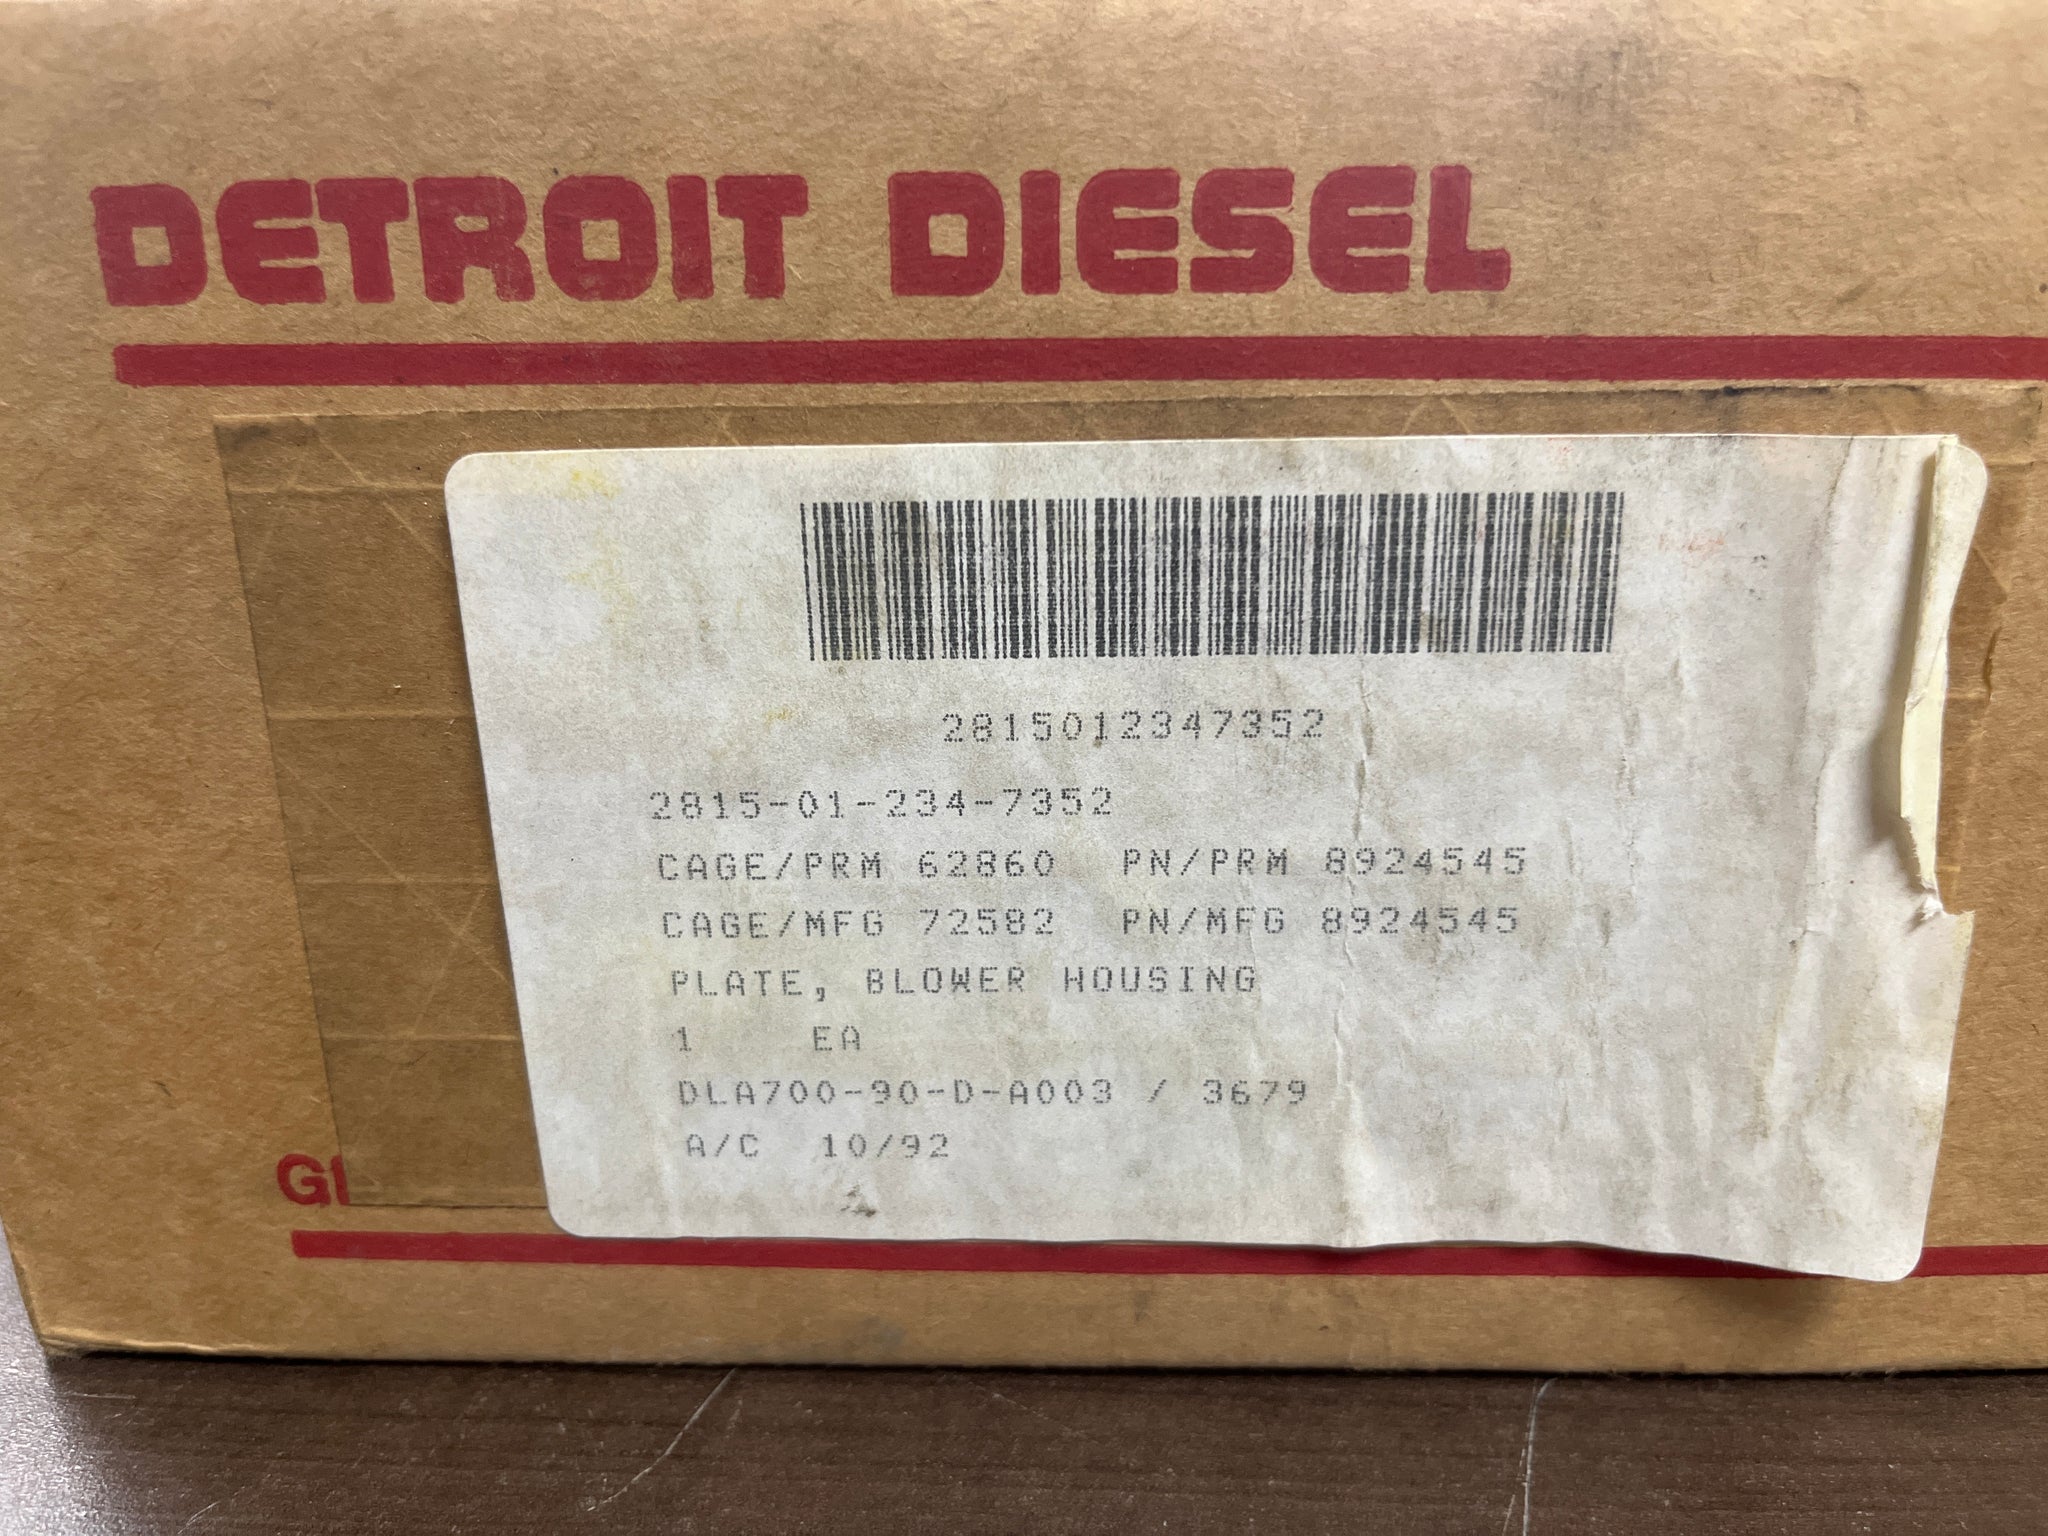 DETROIT DIESEL
2815012347352
2815-01-234-7352
CAGE/PRM 62860 PN/PRM 8924545
CAGE/MFG 72582 PN/MFG 8924545
PLATE, BLOWER HOUSING
1 EA
DLA700-90-D-A003 / 3679
A/C 10/92